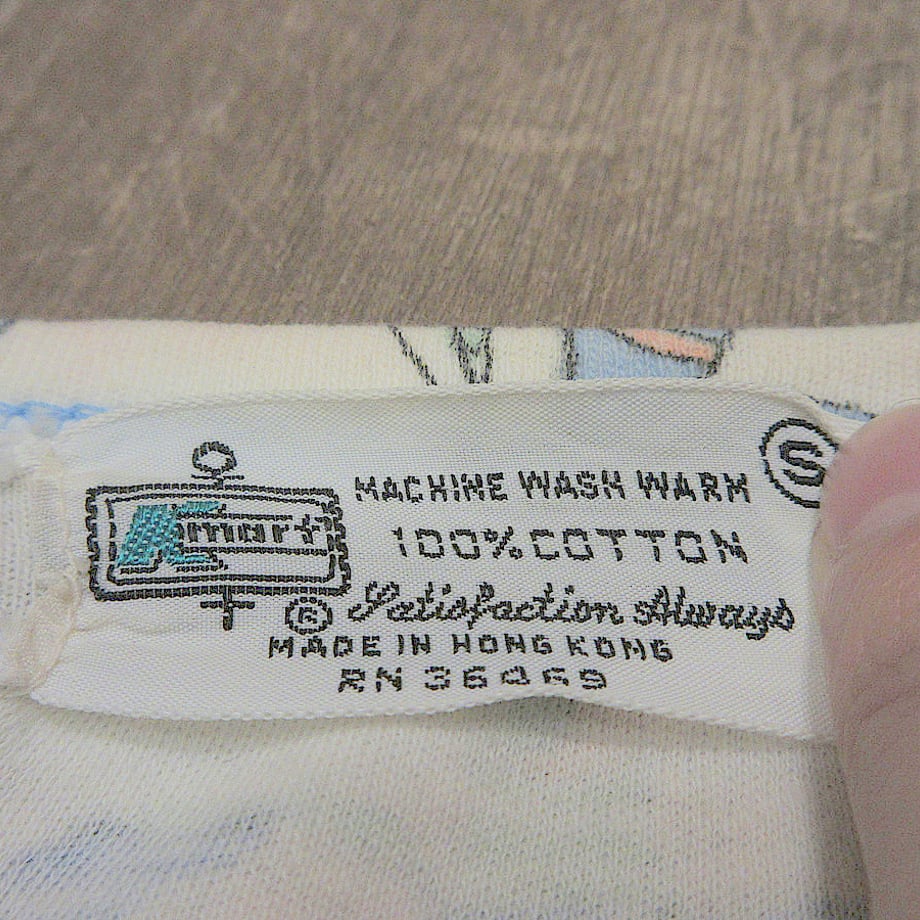 S
Kmart
MACHINE WASH WARM
100% COTTON
® Satisfaction Always
MADE IN HONG KONG
RN 36469